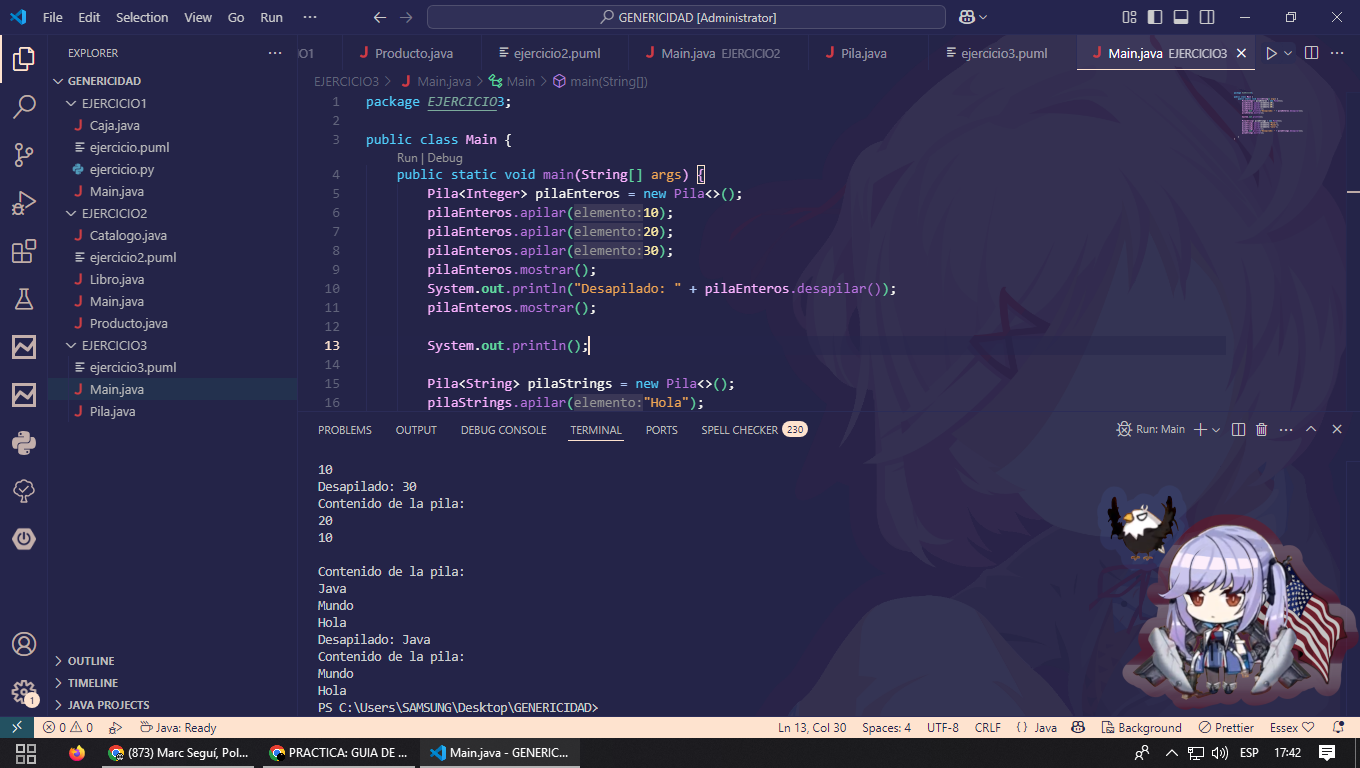 File Edit Selection View Go Run ··· GENERICIDAD [Administrator]
EXPLORER ···
GENERICIDAD
EJERCICIO1
Caja.java
ejercicio.puml
ejercicio.py
Main.java
EJERCICIO2
Catalogo.java
ejercicio2.puml
Libro.java
Main.java
Producto.java
EJERCICIO3
ejercicio3.puml
Main.java
Pila.java
OUTLINE
TIMELINE
JAVA PROJECTS
1
IO1 Producto.java ejercicio2.puml Main.java EJERCICIO2 Pila.java ejercicio3.puml Main.java EJERCICIO3
EJERCICIO3 > Main.java > Main > main(String[])
1 package EJERCICIO3;
2
3 public class Main {
Run | Debug
4 public static void main(String[] args) {
5 Pila<Integer> pilaEnteros = new Pila<>();
6 pilaEnteros.apilar(elemento:10);
7 pilaEnteros.apilar(elemento:20);
8 pilaEnteros.apilar(elemento:30);
9 pilaEnteros.mostrar();
10 System.out.println("Desapilado: " + pilaEnteros.desapilar());
11 pilaEnteros.mostrar();
12
13 System.out.println();
14
15 Pila<String> pilaStrings = new Pila<>();
16 pilaStrings.apilar(elemento:"Hola");
PROBLEMS OUTPUT DEBUG CONSOLE TERMINAL PORTS SPELL CHECKER 230 Run: Main
10
Desapilado: 30
Contenido de la pila:
20
10
Contenido de la pila:
Java
Mundo
Hola
Desapilado: Java
Contenido de la pila:
Mundo
Hola
PS C:\Users\SAMSUNG\Desktop\GENERICIDAD>
0 0 Java: Ready Ln 13, Col 30 Spaces: 4 UTF-8 CRLF { } Java Background Prettier Essex
(873) Marc Seguí, Pol... PRACTICA: GUIA DE ... Main.java - GENERIC... ESP 17:42